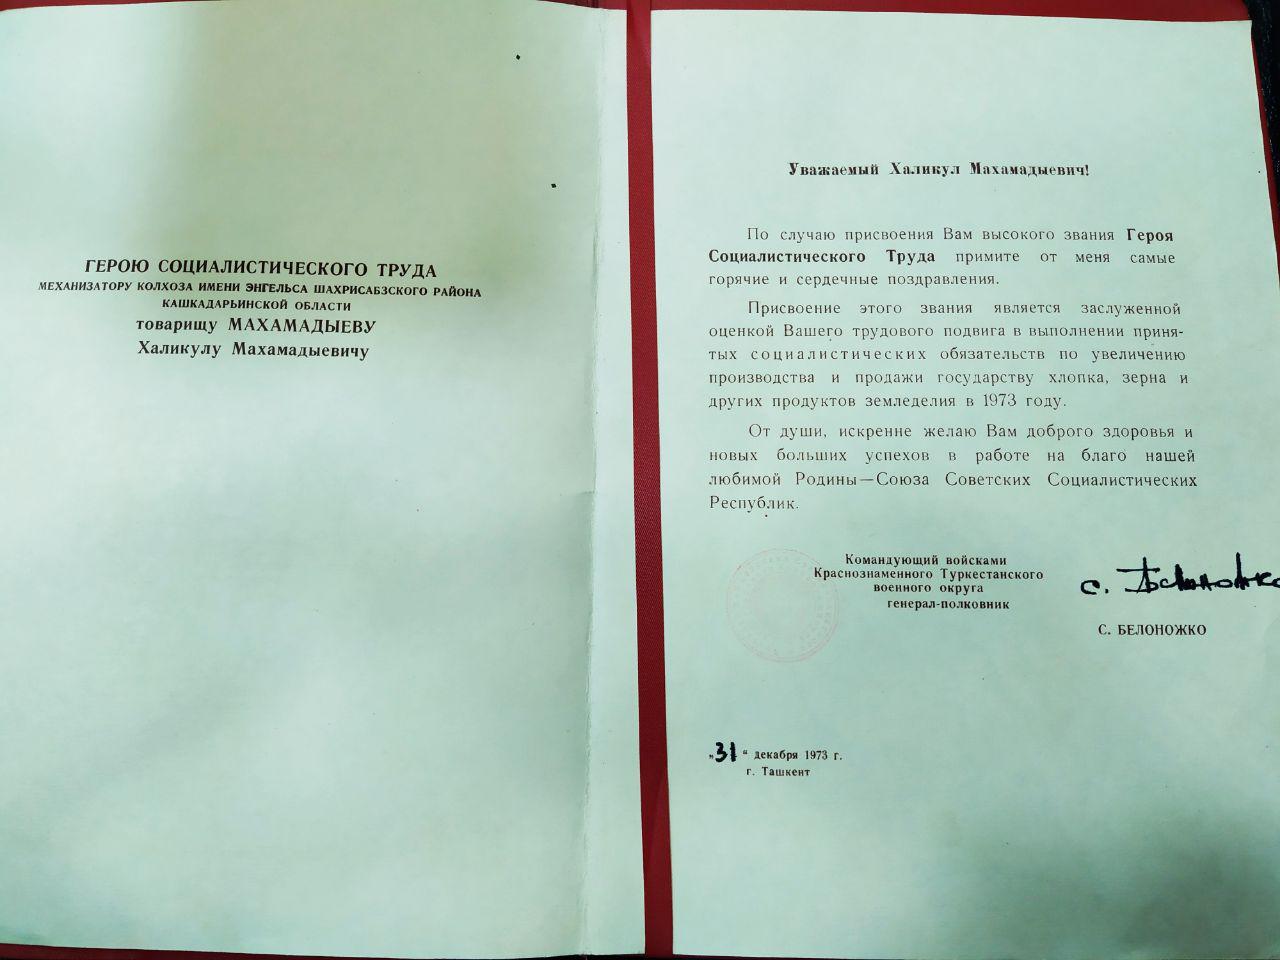 ГЕРОЮ СОЦИАЛИСТИЧЕСКОГО ТРУДА
МЕХАНИЗАТОРУ КОЛХОЗА ИМЕНИ ЭНГЕЛЬСА ШАХРИСАБЗСКОГО РАЙОНА
КАШКАДАРЬИНСКОЙ ОБЛАСТИ
товарищу МАХАМАДЫЕВУ
Халикулу Махамадыевичу
Уважаемый Халикул Махамадыевич!
По случаю присвоения Вам высокого звания Героя
Социалистического Труда примите от меня самые
горячие и сердечные поздравления.
Присвоение этого звания является заслуженной
оценкой Вашего трудового подвига в выполнении приня-
тых социалистических обязательств по увеличению
производства и продажи государству хлопка, зерна и
других продуктов земледелия в 1973 году.
От души, искренне желаю Вам доброго здоровья и
новых больших успехов в работе на благо нашей
любимой Родины—Союза Советских Социалистических
Республик.
Командующий войсками
Краснознаменного Туркестанского
военного округа
генерал-полковник
С. Белоножко
С. БЕЛОНОЖКО
„31“ декабря 1973 г.
г. Ташкент